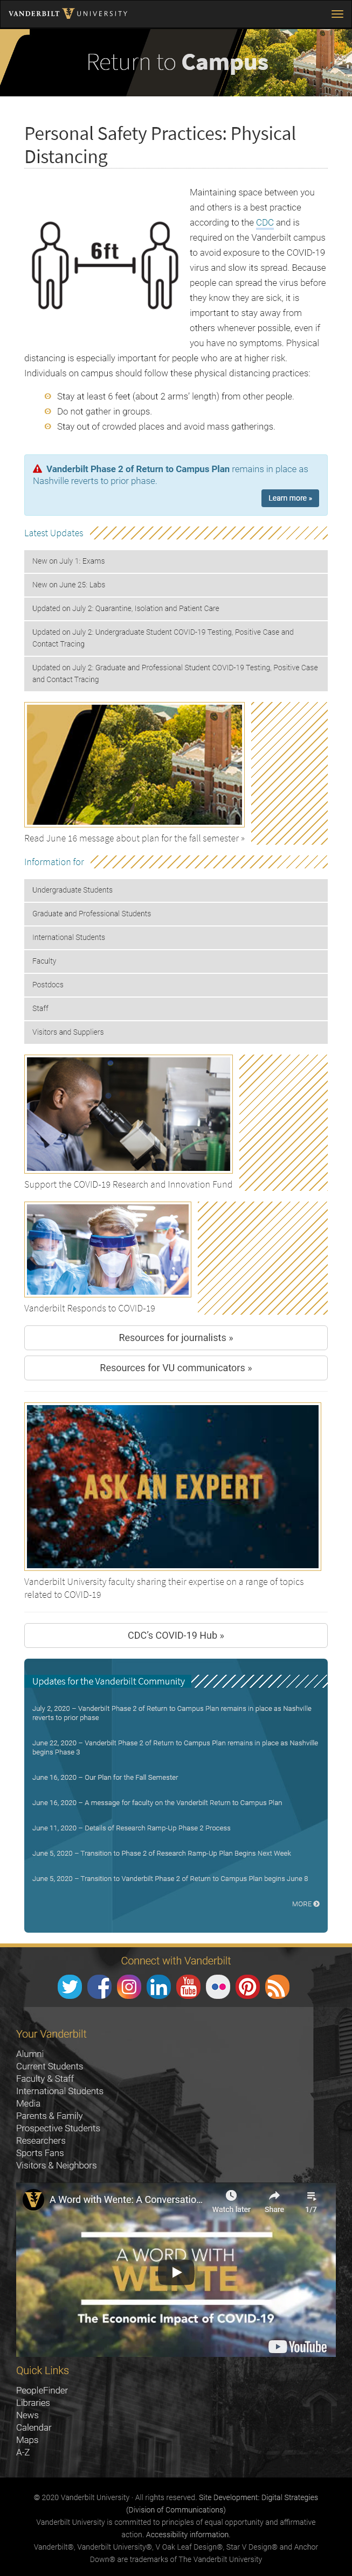 VANDERBILT V UNIVERSITY
Return to Campus
Personal Safety Practices: Physical
Distancing
6ft
Maintaining space between you
and others is a best practice
according to the CDC and is
required on the Vanderbilt campus
to avoid exposure to the COVID-19
virus and slow its spread. Because
people can spread the virus before
they know they are sick, it is
important to stay away from
others whenever possible, even if
you have no symptoms. Physical
distancing is especially important for people who are at higher risk.
Individuals on campus should follow these physical distancing practices:
Stay at least 6 feet (about 2 arms' length) from other people.
Do not gather in groups.
Stay out of crowded places and avoid mass gatherings.
Vanderbilt Phase 2 of Return to Campus Plan remains in place as
Nashville reverts to prior phase.
Learn more »
Latest Updates
New on July 1: Exams
New on June 25: Labs
Updated on July 2: Quarantine, Isolation and Patient Care
Updated on July 2: Undergraduate Student COVID-19 Testing, Positive Case and
Contact Tracing
Updated on July 2: Graduate and Professional Student COVID-19 Testing, Positive Case
and Contact Tracing
Read June 16 message about plan for the fall semester »
Information for
Undergraduate Students
Graduate and Professional Students
International Students
Faculty
Postdocs
Staff
Visitors and Suppliers
Support the COVID-19 Research and Innovation Fund
Vanderbilt Responds to COVID-19
Resources for journalists »
Resources for VU communicators »
ASK AN EXPERT
Vanderbilt University faculty sharing their expertise on a range of topics
related to COVID-19
CDC's COVID-19 Hub »
Updates for the Vanderbilt Community
July 2, 2020 – Vanderbilt Phase 2 of Return to Campus Plan remains in place as Nashville
reverts to prior phase
June 22, 2020 – Vanderbilt Phase 2 of Return to Campus Plan remains in place as Nashville
begins Phase 3
June 16, 2020 – Our Plan for the Fall Semester
June 16, 2020 – A message for faculty on the Vanderbilt Return to Campus Plan
June 11, 2020 – Details of Research Ramp-Up Phase 2 Process
June 5, 2020 – Transition to Phase 2 of Research Ramp-Up Plan Begins Next Week
June 5, 2020 – Transition to Vanderbilt Phase 2 of Return to Campus Plan begins June 8
MORE
Connect with Vanderbilt
You Tube
Your Vanderbilt
Alumni
Current Students
Faculty & Staff
International Students
Media
Parents & Family
Prospective Students
Researchers
Sports Fans
Visitors & Neighbors
A Word with Wente: A Conversatio...
Watch later
Share
1/7
A WORD WITH
WENTE
The Economic Impact of COVID-19
YouTube
Quick Links
PeopleFinder
Libraries
News
Calendar
Maps
A-Z
© 2020 Vanderbilt University · All rights reserved. Site Development: Digital Strategies
(Division of Communications)
Vanderbilt University is committed to principles of equal opportunity and affirmative
action. Accessibility information.
Vanderbilt®, Vanderbilt University®, V Oak Leaf Design®, Star V Design® and Anchor
Down® are trademarks of The Vanderbilt University